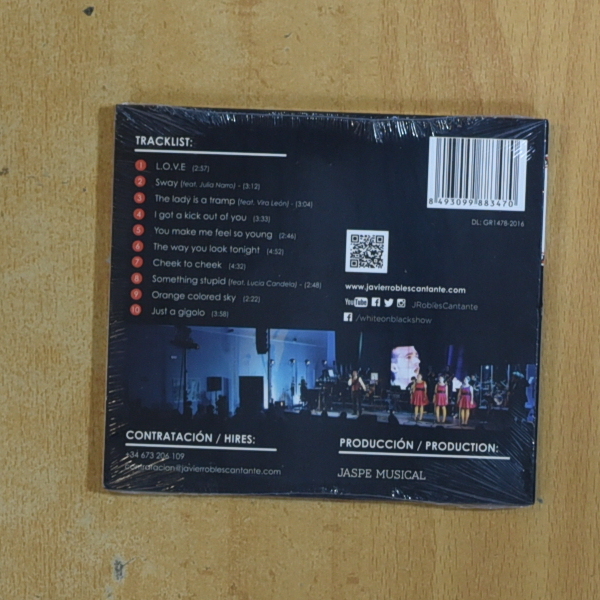 TRACKLIST:
1 L.O.V.E (2:57)
2 Sway (feat. Julia Narro) - (3:12)
3 The lady is a tramp (feat. Vira León) - (3:04)
4 I got a kick out of you (3:33)
5 You make me feel so young (2:46)
6 The way you look tonight (4:52)
7 Cheek to cheek (4:32)
8 Something stupid (feat. Lucía Candela) - (2:48)
9 Orange colored sky (2:22)
10 Just a gigolo (3:58)
8 493099 883470
DL: GR1478-2016
www.javierroblescantante.com
YouTube JRoblesCantante
/whiteonblackshow
CONTRATACIÓN / HIRES:
+34 673 206 109
contratacian@javierroblescantante.com
PRODUCCIÓN / PRODUCTION:
JASPE MUSICAL